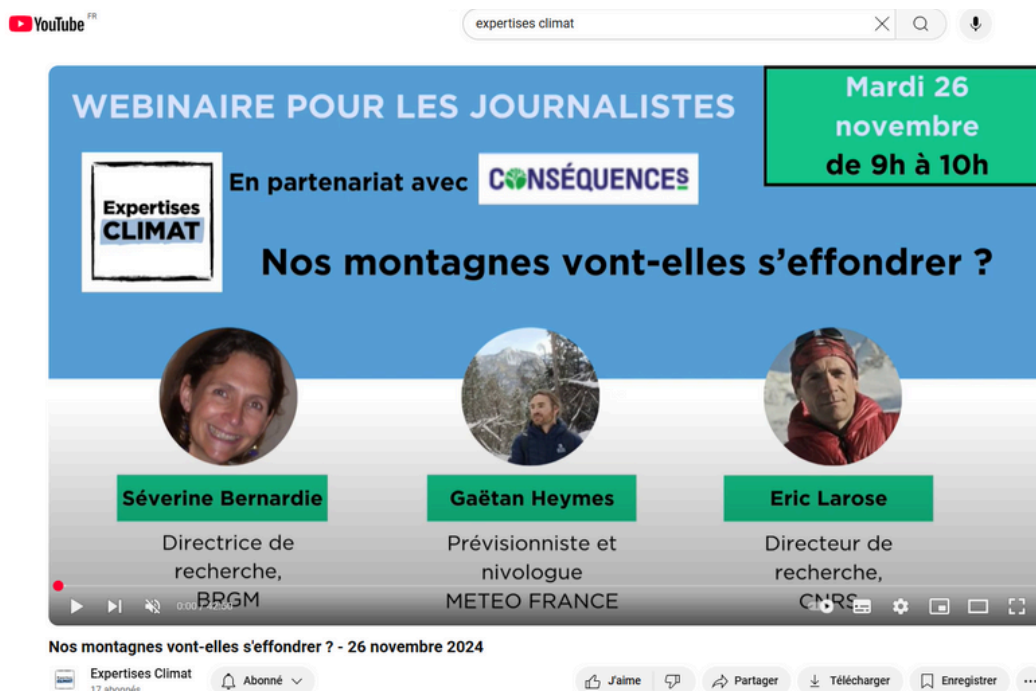 YouTube FR
expertises climat
WEBINAIRE POUR LES JOURNALISTES
Mardi 26
novembre
de 9h à 10h
Expertises
CLIMAT
En partenariat avec
CONSÉQUENCES
Nos montagnes vont-elles s'effondrer ?
Séverine Bernardie
Directrice de
recherche,
BRGM
Gaëtan Heymes
Prévisionniste et
nivologue
METEO FRANCE
Eric Larose
Directeur de
recherche,
CNRS
0:00 /
Nos montagnes vont-elles s'effondrer ? - 26 novembre 2024
Expertises Climat
17 abonnés
Abonné
J'aime
Partager
Télécharger
Enregistrer